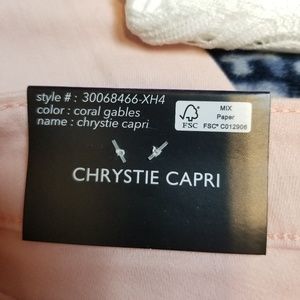 style # : 30068466-XH4
color : coral gables
name : chrystie capri
FSC
MIX
Paper
FSC® C012906
CHRYSTIE CAPRI